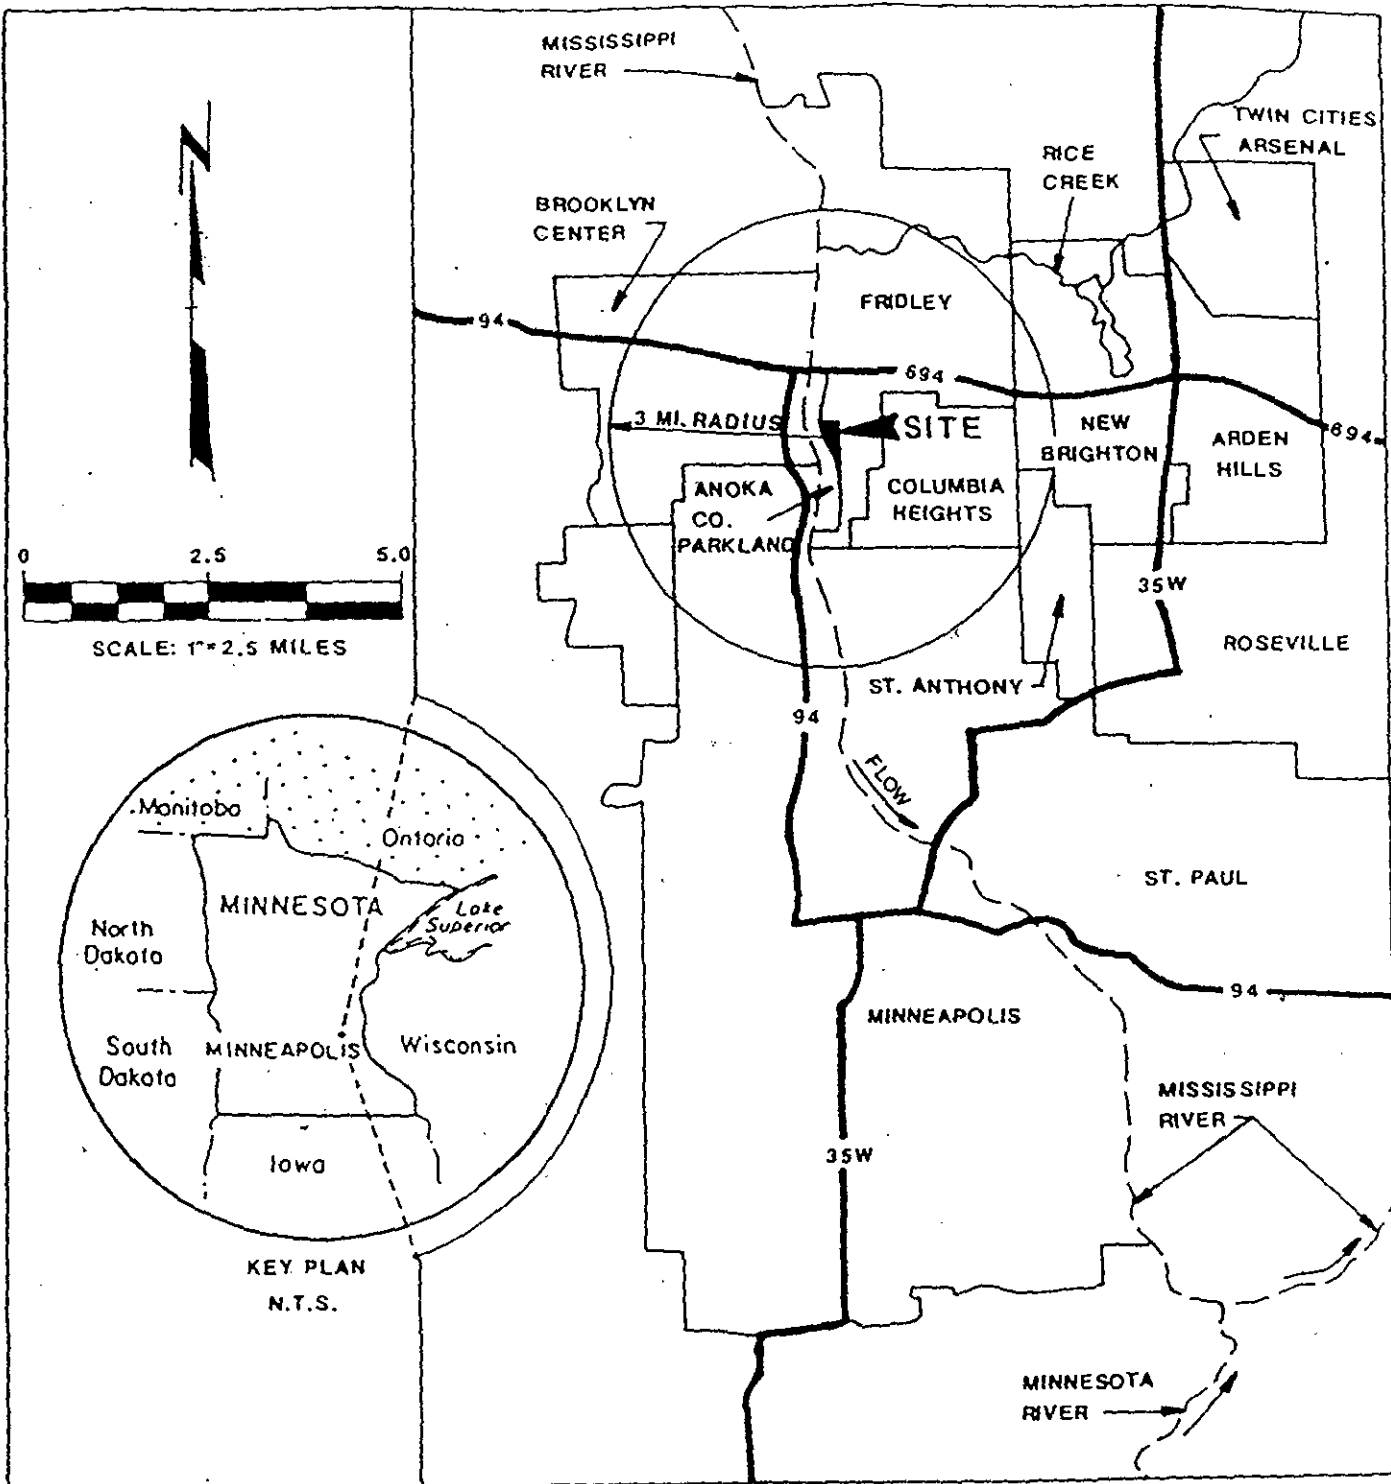 MISSISSIPPI
RIVER
N
TWIN CITIES
ARSENAL
RICE
CREEK
BROOKLYN
CENTER
FRIDLEY
94
694
3 MI. RADIUS
SITE
NEW
BRIGHTON
ARDEN
HILLS
694
ANOKA
CO.
PARKLAND
COLUMBIA
HEIGHTS
0 2.5 5.0
SCALE: 1"=2.5 MILES
35W
ROSEVILLE
ST. ANTHONY
94
FLOW
ST. PAUL
Manitoba
Ontario
MINNESOTA
Lake
Superior
North
Dakota
South
Dakota
MINNEAPOLIS
Wisconsin
Iowa
KEY PLAN
N.T.S.
94
MINNEAPOLIS
MISSISSIPPI
RIVER
35W
MINNESOTA
RIVER